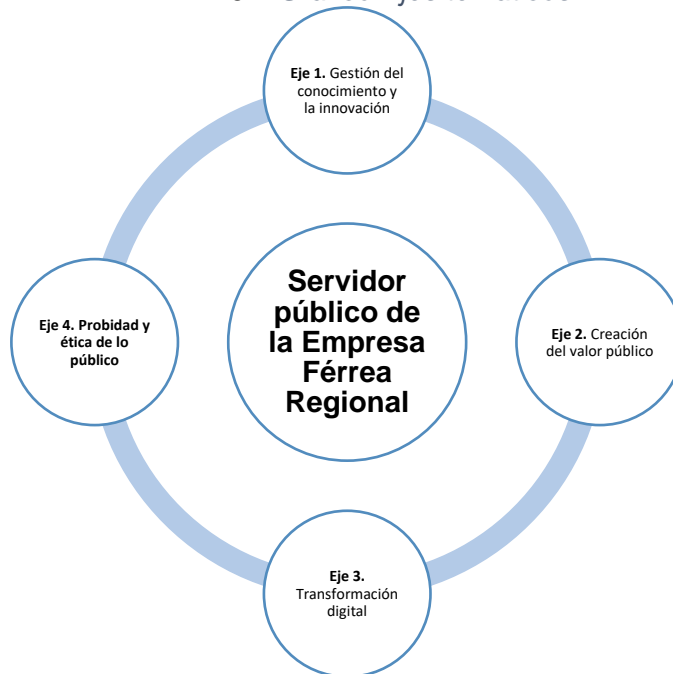 Eje 1. Gestión del
conocimiento y
la innovación
Servidor
público de
la Empresa
Férrea
Regional
Eje 4. Probidad y
ética de lo
público
Eje 2. Creación
del valor público
Eje 3.
Transformación
digital